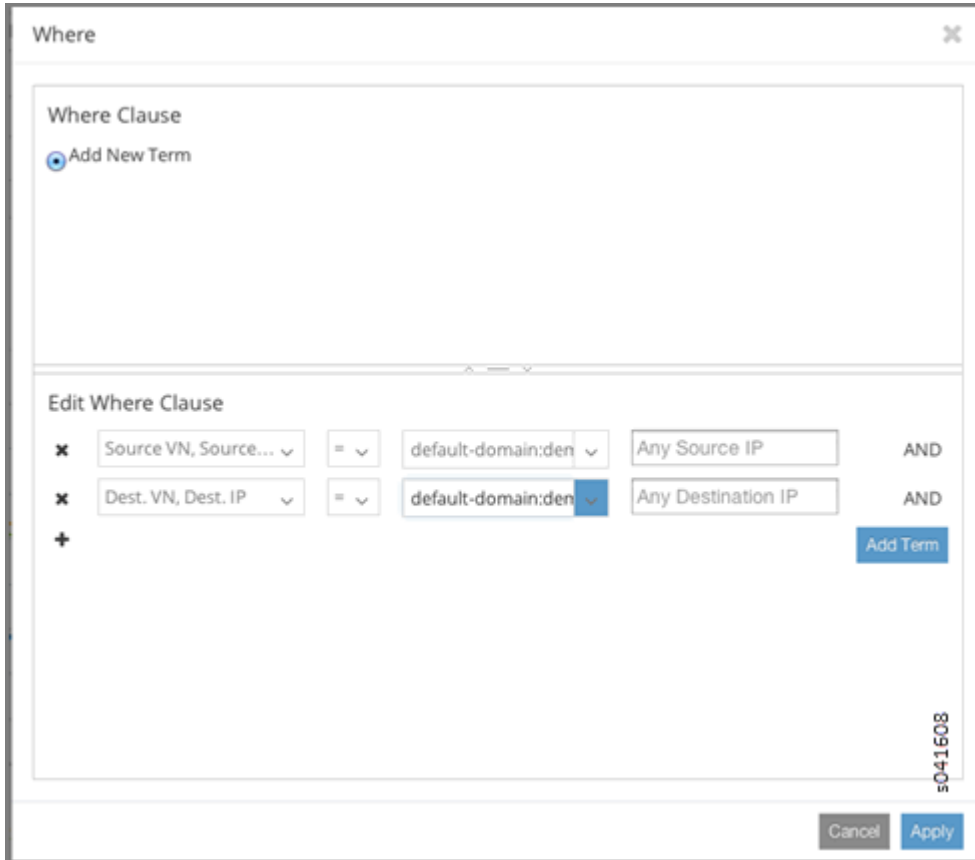 Where
Where Clause
Add New Term
Edit Where Clause
Source VN, Source... = default-domain:den Any Source IP AND
Dest. VN, Dest. IP = default-domain:den Any Destination IP AND
Add Term
s041608
Cancel Apply